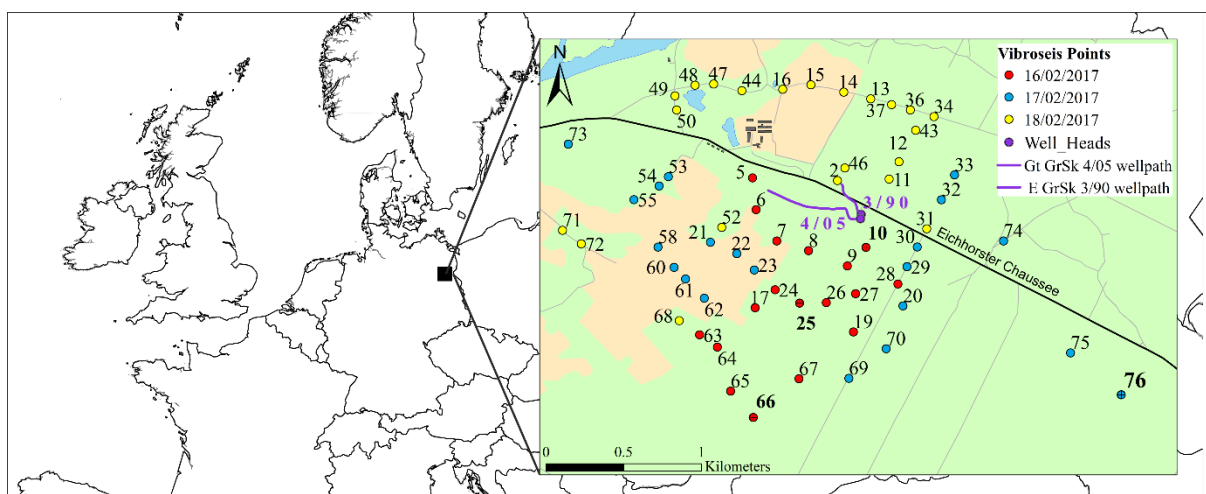 N
Vibroseis Points
16/02/2017
17/02/2017
18/02/2017
Well_Heads
Gt GrSk 4/05 wellpath
E GrSk 3/90 wellpath
48 47 44 16 15 14 13
49 37 36 34
50 43
73 12
5 2 46 11 33
54 53
55 6 3/90 32
4/05
71 52 31
72 58 21 22 7 8 10 30 74
60 23 9 29
Eichhorster Chaussee
61 62 24 26 27 28 20
68 17 25 19
63 64 70 75
65 67 69 76
66
0 0.5 1
Kilometers